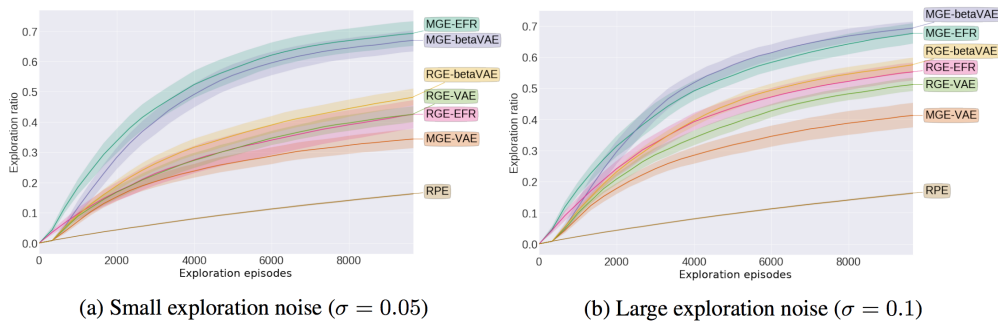 0.7
0.6
0.5
0.4
0.3
0.2
0.1
0.0
Exploration ratio
0
2000
4000
6000
8000
Exploration episodes
MGE-EFR
MGE-betaVAE
RGE-betaVAE
RGE-VAE
RGE-EFR
MGE-VAE
RPE
(a) Small exploration noise (σ = 0.05)
0.7
0.6
0.5
0.4
0.3
0.2
0.1
0.0
Exploration ratio
0
2000
4000
6000
8000
Exploration episodes
MGE-betaVAE
MGE-EFR
RGE-betaVAE
RGE-EFR
RGE-VAE
MGE-VAE
RPE
(b) Large exploration noise (σ = 0.1)